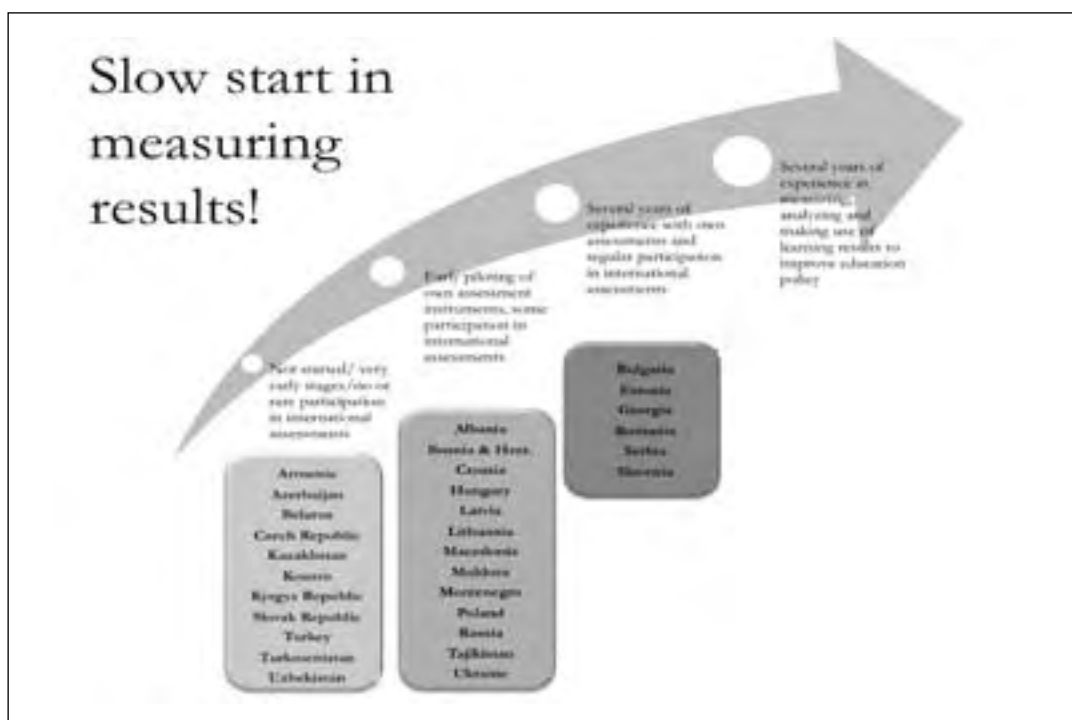 Slow start in
measuring
results!
Not started/ very
early stages/no or
rare participation
in international
assessments
Early piloting of
own assessment
instruments, some
participation in
international
assessments
Several years of
experience with own
assessments and
regular participation
in international
assessments
Several years of
experience in
measuring,
analyzing and
making use of
learning results to
improve education
policy
Armenia
Azerbaijan
Belarus
Czech Republic
Kazakhstan
Kosovo
Kyrgyz Republic
Slovak Republic
Turkey
Turkmenistan
Uzbekistan
Albania
Bosnia & Herz.
Croatia
Hungary
Latvia
Lithuania
Macedonia
Moldova
Montenegro
Poland
Russia
Tajikistan
Ukraine
Bulgaria
Estonia
Georgia
Romania
Serbia
Slovenia